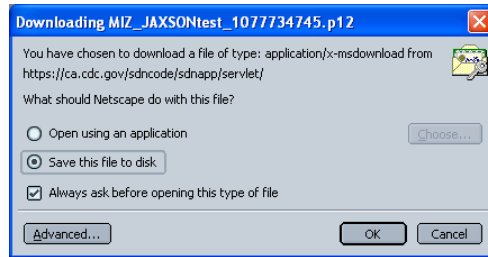 Downloading MIZ_JAXSONtest_1077734745.p12
You have chosen to download a file of type: application/x-msdownload from
https://ca.cdc.gov/sdncode/sdnapp/servlet/
What should Netscape do with this file?
Open using an application
Choose...
Save this file to disk
Always ask before opening this type of file
Advanced...
OK
Cancel